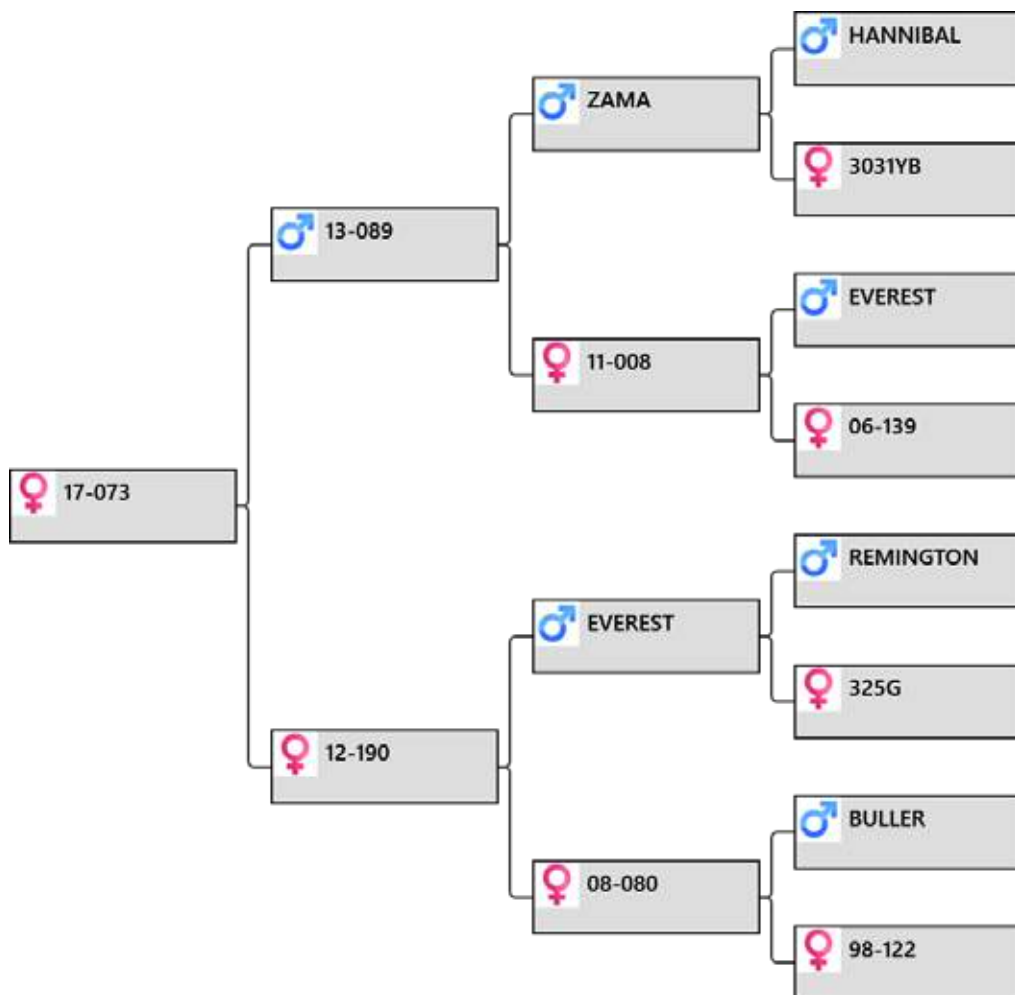 HANNIBAL
ZAMA
3031YB
13-089
EVEREST
11-008
06-139
17-073
REMINGTON
EVEREST
325G
12-190
BULLER
08-080
98-122